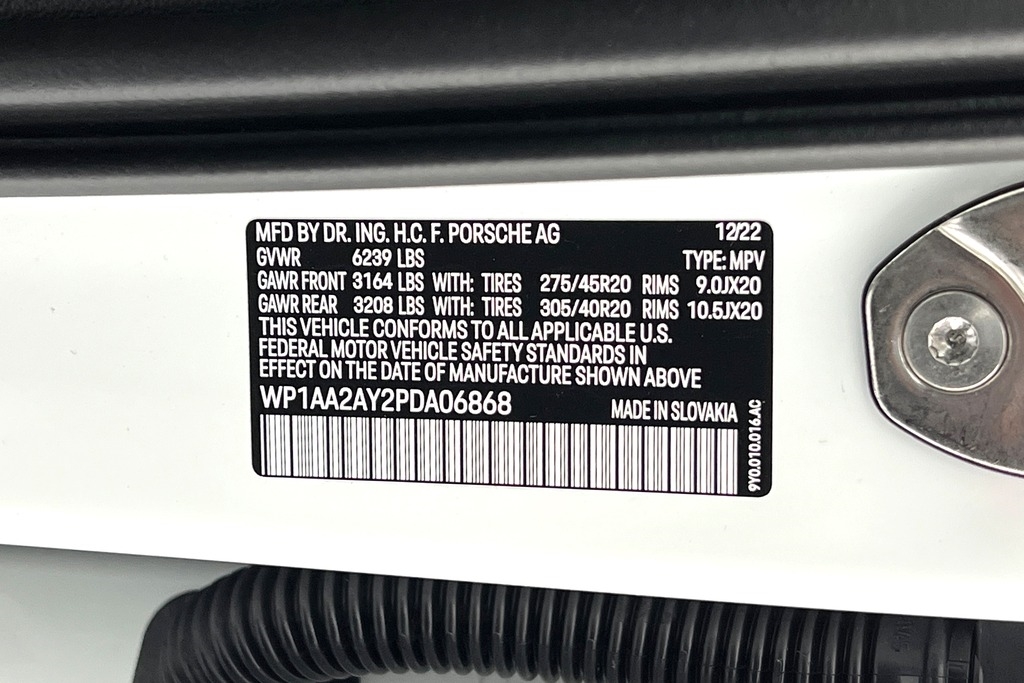 MFD BY DR. ING. H.C. F. PORSCHE AG 12/22
GVWR 6239 LBS TYPE: MPV
GAWR FRONT 3164 LBS WITH: TIRES 275/45R20 RIMS 9.0JX20
GAWR REAR 3208 LBS WITH: TIRES 305/40R20 RIMS 10.5JX20
THIS VEHICLE CONFORMS TO ALL APPLICABLE U.S.
FEDERAL MOTOR VEHICLE SAFETY STANDARDS IN
EFFECT ON THE DATE OF MANUFACTURE SHOWN ABOVE
WP1AA2AY2PDA06868 MADE IN SLOVAKIA
9Y0.010.016.AC